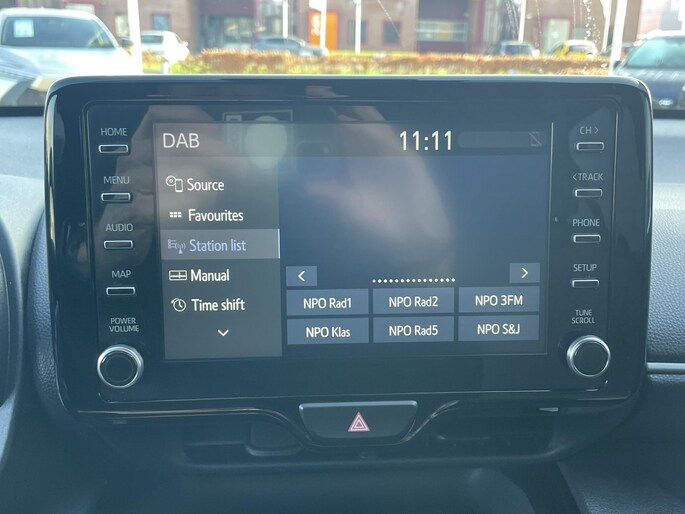 HOME
MENU
AUDIO
MAP
POWER
VOLUME
DAB
11:11
Source
Favourites
Station list
Manual
Time shift
<
>
NPO Rad1
NPO Rad2
NPO 3FM
NPO Klas
NPO Rad5
NPO S&J
CH >
< TRACK
PHONE
SETUP
TUNE
SCROLL